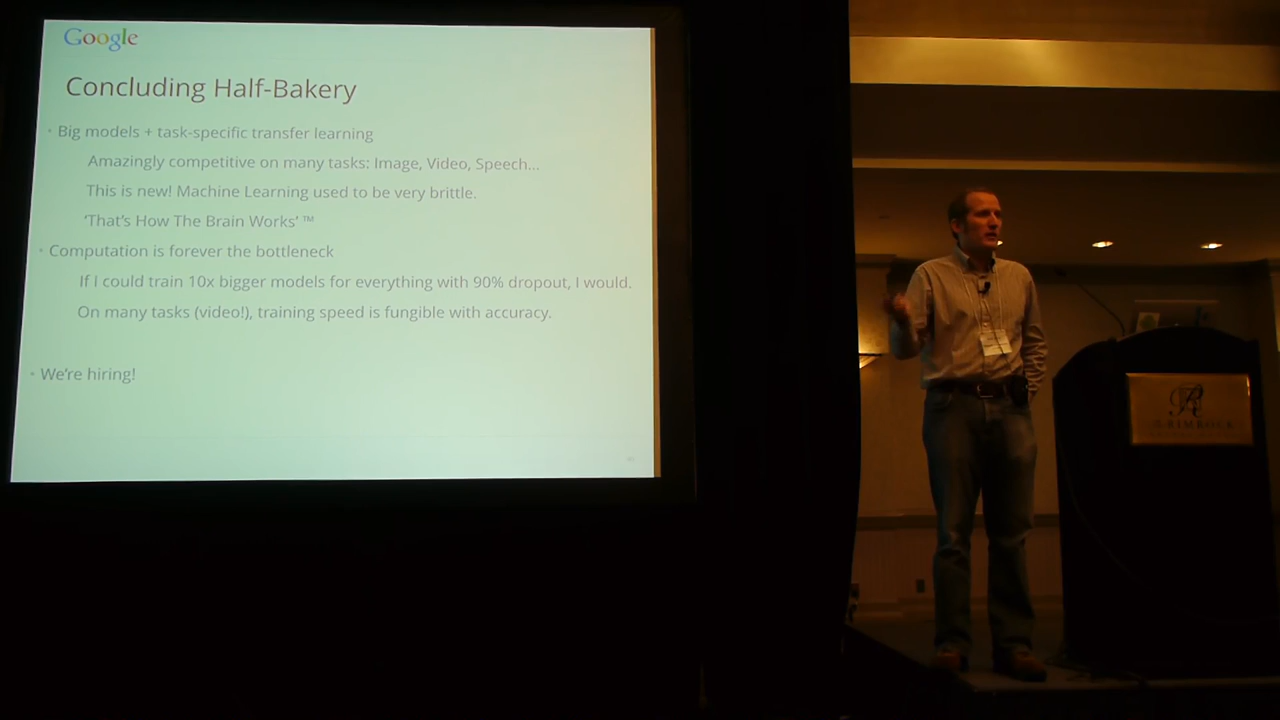 Google
Concluding Half-Bakery
• Big models + task-specific transfer learning
Amazingly competitive on many tasks: Image, Video, Speech...
This is new! Machine Learning used to be very brittle.
'That's How The Brain Works' ™
• Computation is forever the bottleneck
If I could train 10x bigger models for everything with 90% dropout, I would.
On many tasks (video!), training speed is fungible with accuracy.
• We're hiring!
RIMROCK